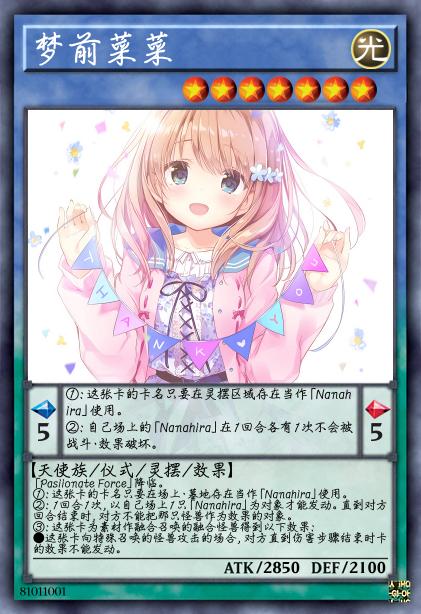 梦前菜菜
光
THANK♥YOU
①: 这张卡的卡名只要在灵摆区域存在当作「Nanah
ira」使用。
②: 自己场上的「Nanahira」在1回合各有1次不会被
战斗·效果破坏。
5
5
【天使族/仪式/灵摆/效果】
「Pasilonate Force」降临。
①: 这张卡的卡名只要在场上·墓地存在当作「Nanahira」使用。
②: 1回合1次,以自己场上1只「Nanahira」为对象才能发动。直到对方
回合结束时,对方不能把那只怪兽作为效果的对象。
③: 这张卡为素材作融合召唤的融合怪兽得到以下效果:
●这张卡向特殊召唤的怪兽攻击的场合,对方直到伤害步骤结束时卡
的效果不能发动。
ATK/2850 DEF/2100
81011001